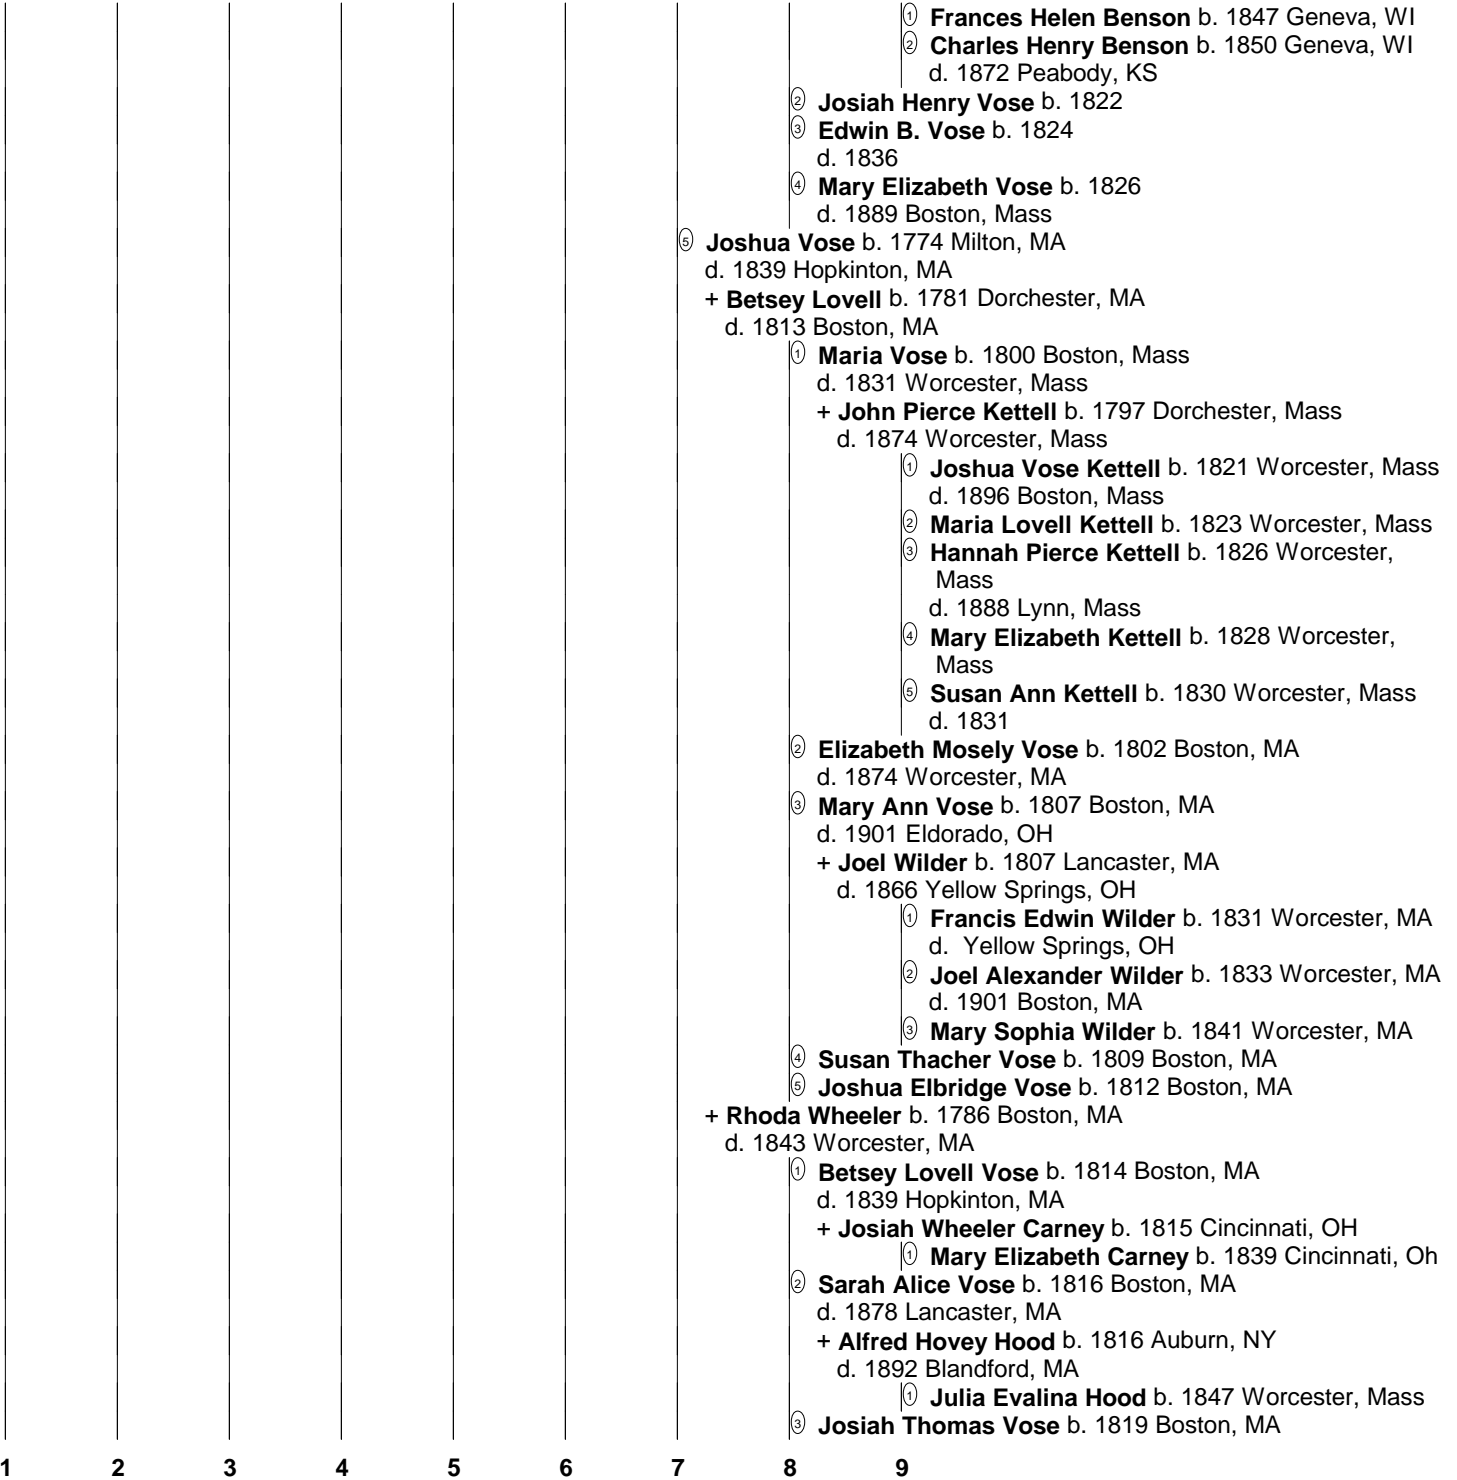 ① Frances Helen Benson b. 1847 Geneva, WI
② Charles Henry Benson b. 1850 Geneva, WI
d. 1872 Peabody, KS
② Josiah Henry Vose b. 1822
③ Edwin B. Vose b. 1824
d. 1836
④ Mary Elizabeth Vose b. 1826
d. 1889 Boston, Mass
⑤ Joshua Vose b. 1774 Milton, MA
d. 1839 Hopkinton, MA
+ Betsey Lovell b. 1781 Dorchester, MA
d. 1813 Boston, MA
① Maria Vose b. 1800 Boston, Mass
d. 1831 Worcester, Mass
+ John Pierce Kettell b. 1797 Dorchester, Mass
d. 1874 Worcester, Mass
① Joshua Vose Kettell b. 1821 Worcester, Mass
d. 1896 Boston, Mass
② Maria Lovell Kettell b. 1823 Worcester, Mass
③ Hannah Pierce Kettell b. 1826 Worcester,
Mass
d. 1888 Lynn, Mass
④ Mary Elizabeth Kettell b. 1828 Worcester,
Mass
⑤ Susan Ann Kettell b. 1830 Worcester, Mass
d. 1831
② Elizabeth Mosely Vose b. 1802 Boston, MA
d. 1874 Worcester, MA
③ Mary Ann Vose b. 1807 Boston, MA
d. 1901 Eldorado, OH
+ Joel Wilder b. 1807 Lancaster, MA
d. 1866 Yellow Springs, OH
① Francis Edwin Wilder b. 1831 Worcester, MA
d. Yellow Springs, OH
② Joel Alexander Wilder b. 1833 Worcester, MA
d. 1901 Boston, MA
③ Mary Sophia Wilder b. 1841 Worcester, MA
④ Susan Thacher Vose b. 1809 Boston, MA
⑤ Joshua Elbridge Vose b. 1812 Boston, MA
+ Rhoda Wheeler b. 1786 Boston, MA
d. 1843 Worcester, MA
① Betsey Lovell Vose b. 1814 Boston, MA
d. 1839 Hopkinton, MA
+ Josiah Wheeler Carney b. 1815 Cincinnati, OH
① Mary Elizabeth Carney b. 1839 Cincinnati, Oh
② Sarah Alice Vose b. 1816 Boston, MA
d. 1878 Lancaster, MA
+ Alfred Hovey Hood b. 1816 Auburn, NY
d. 1892 Blandford, MA
① Julia Evalina Hood b. 1847 Worcester, Mass
③ Josiah Thomas Vose b. 1819 Boston, MA
1 2 3 4 5 6 7 8 9